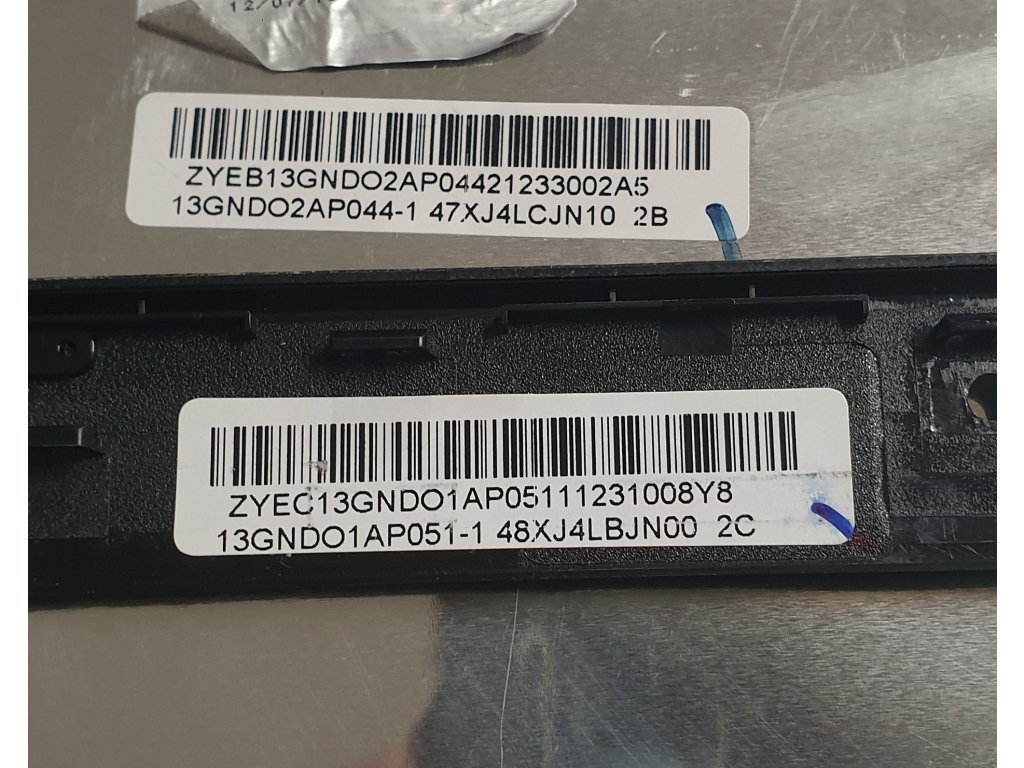 ZYEB13GNDO2AP04421233002A5
13GNDO2AP044-1 47XJ4LCJN10 2B
ZYEC13GNDO1AP05111231008Y8
13GNDO1AP051-1 48XJ4LBJN00 2C